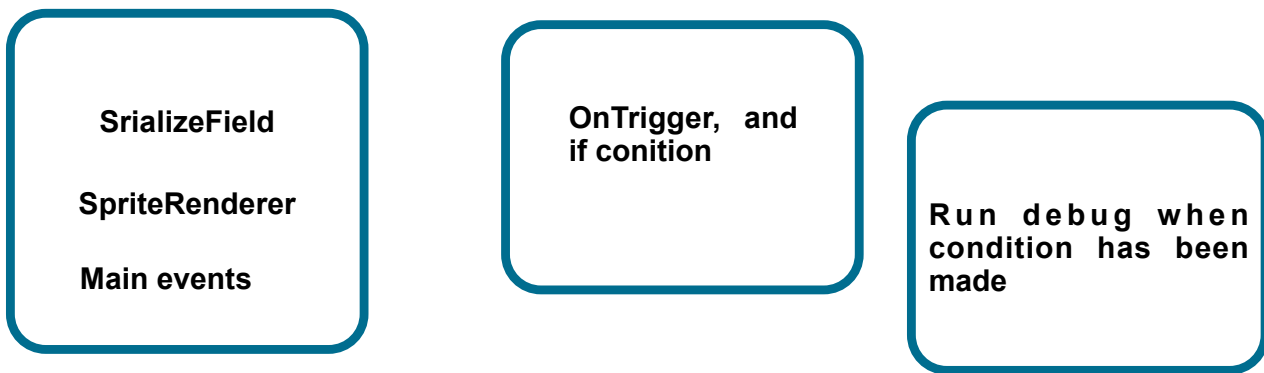 SrializeField
SpriteRenderer
Main events
OnTrigger, and
if conition
Run debug when
condition has been
made